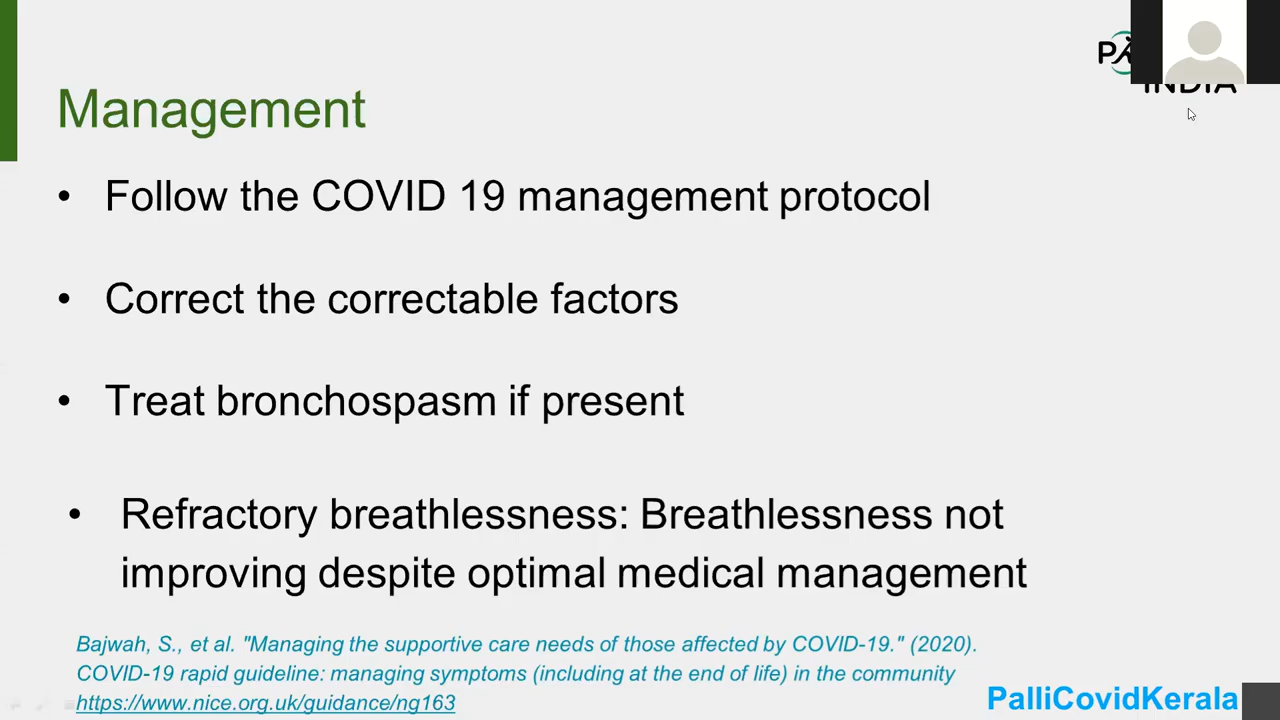 Management
• Follow the COVID 19 management protocol
• Correct the correctable factors
• Treat bronchospasm if present
• Refractory breathlessness: Breathlessness not
improving despite optimal medical management
Bajwah, S., et al. "Managing the supportive care needs of those affected by COVID-19." (2020).
COVID-19 rapid guideline: managing symptoms (including at the end of life) in the community
https://www.nice.org.uk/guidance/ng163
PalliCovidKerala
INDIA